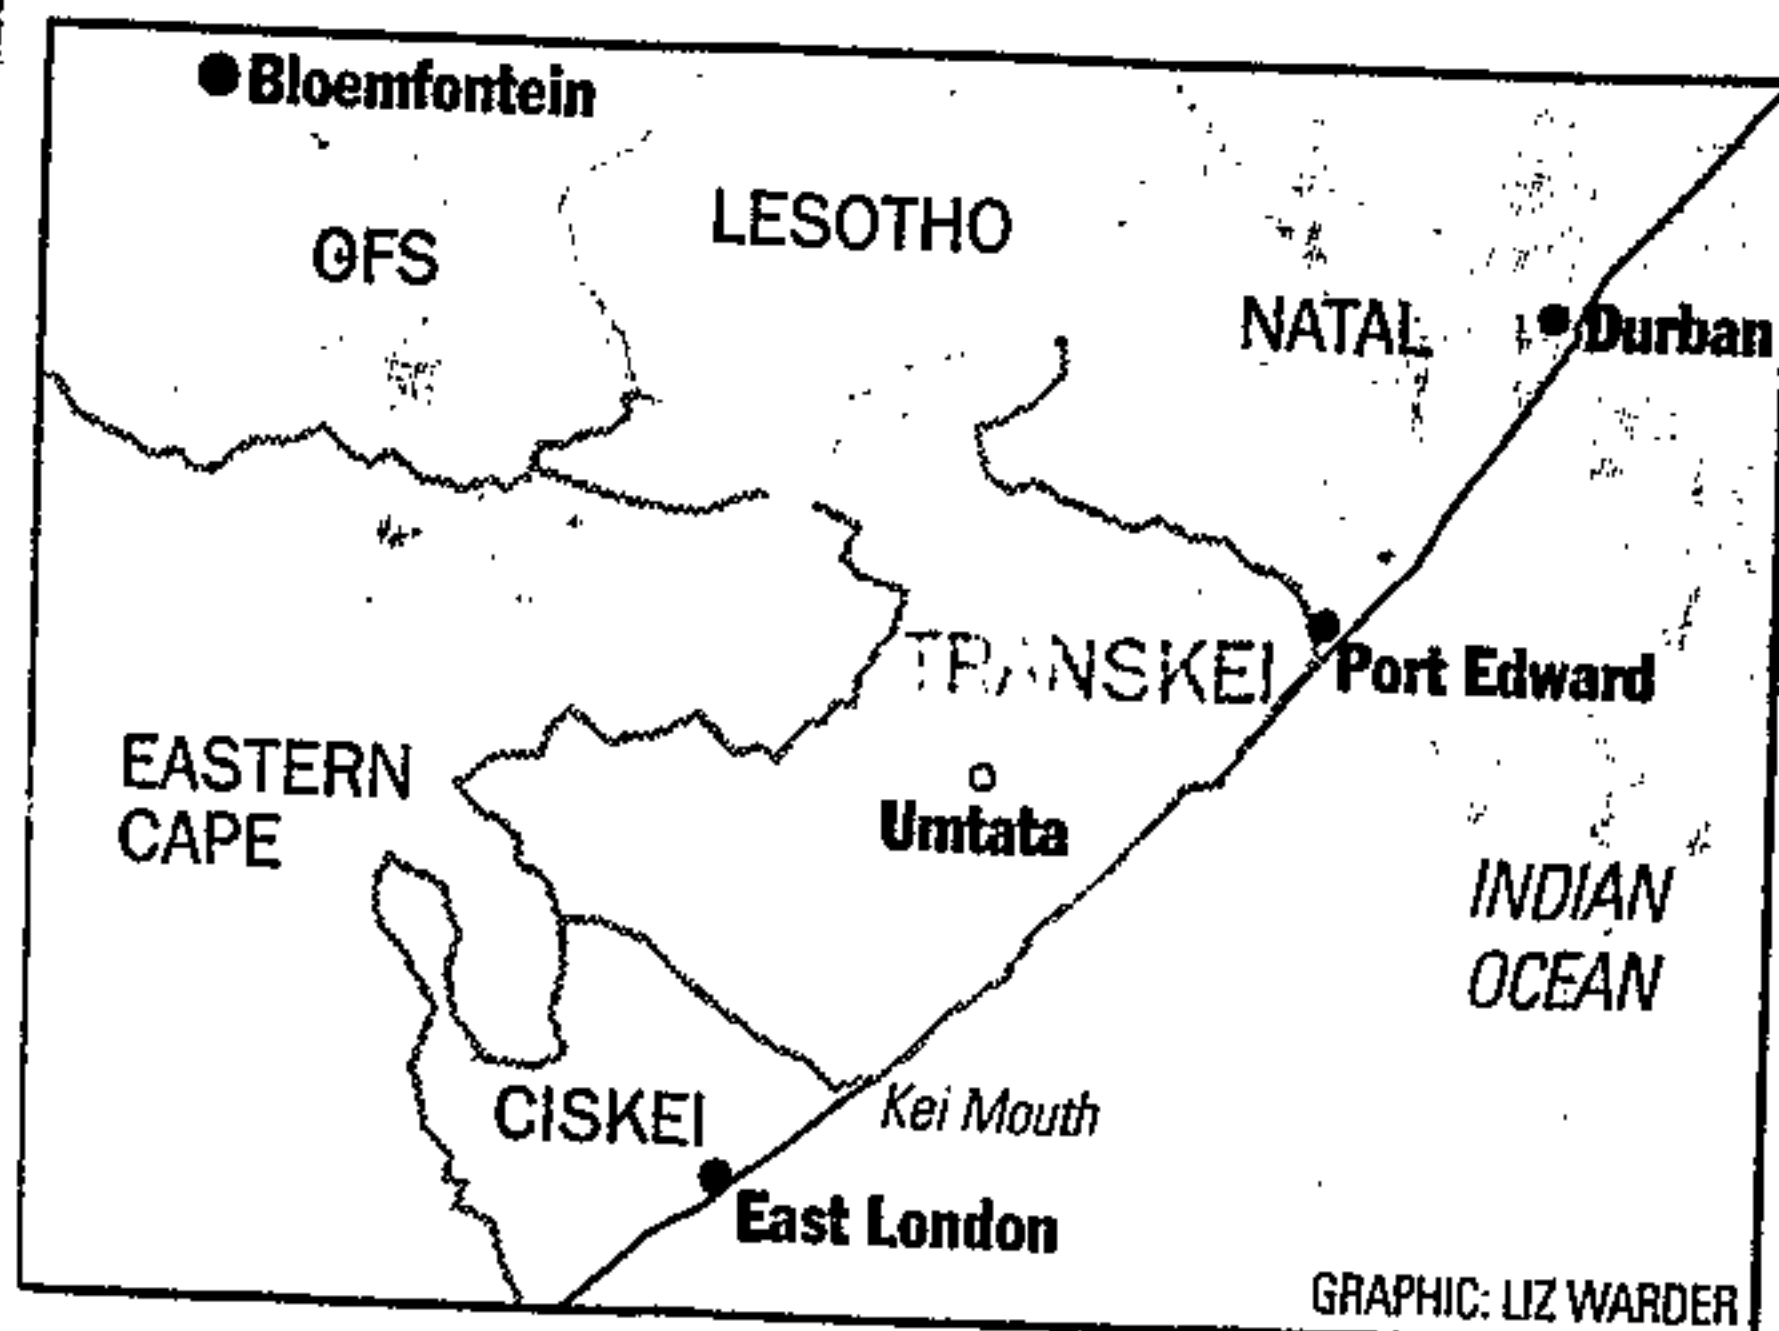 Bloemfontein
LESOTHO
OFS
NATAL
Durban
TRANSKEI
Port Edward
EASTERN
CAPE
Umtata
INDIAN
OCEAN
CISKEI
Kei Mouth
East London
GRAPHIC: LIZ WARDER